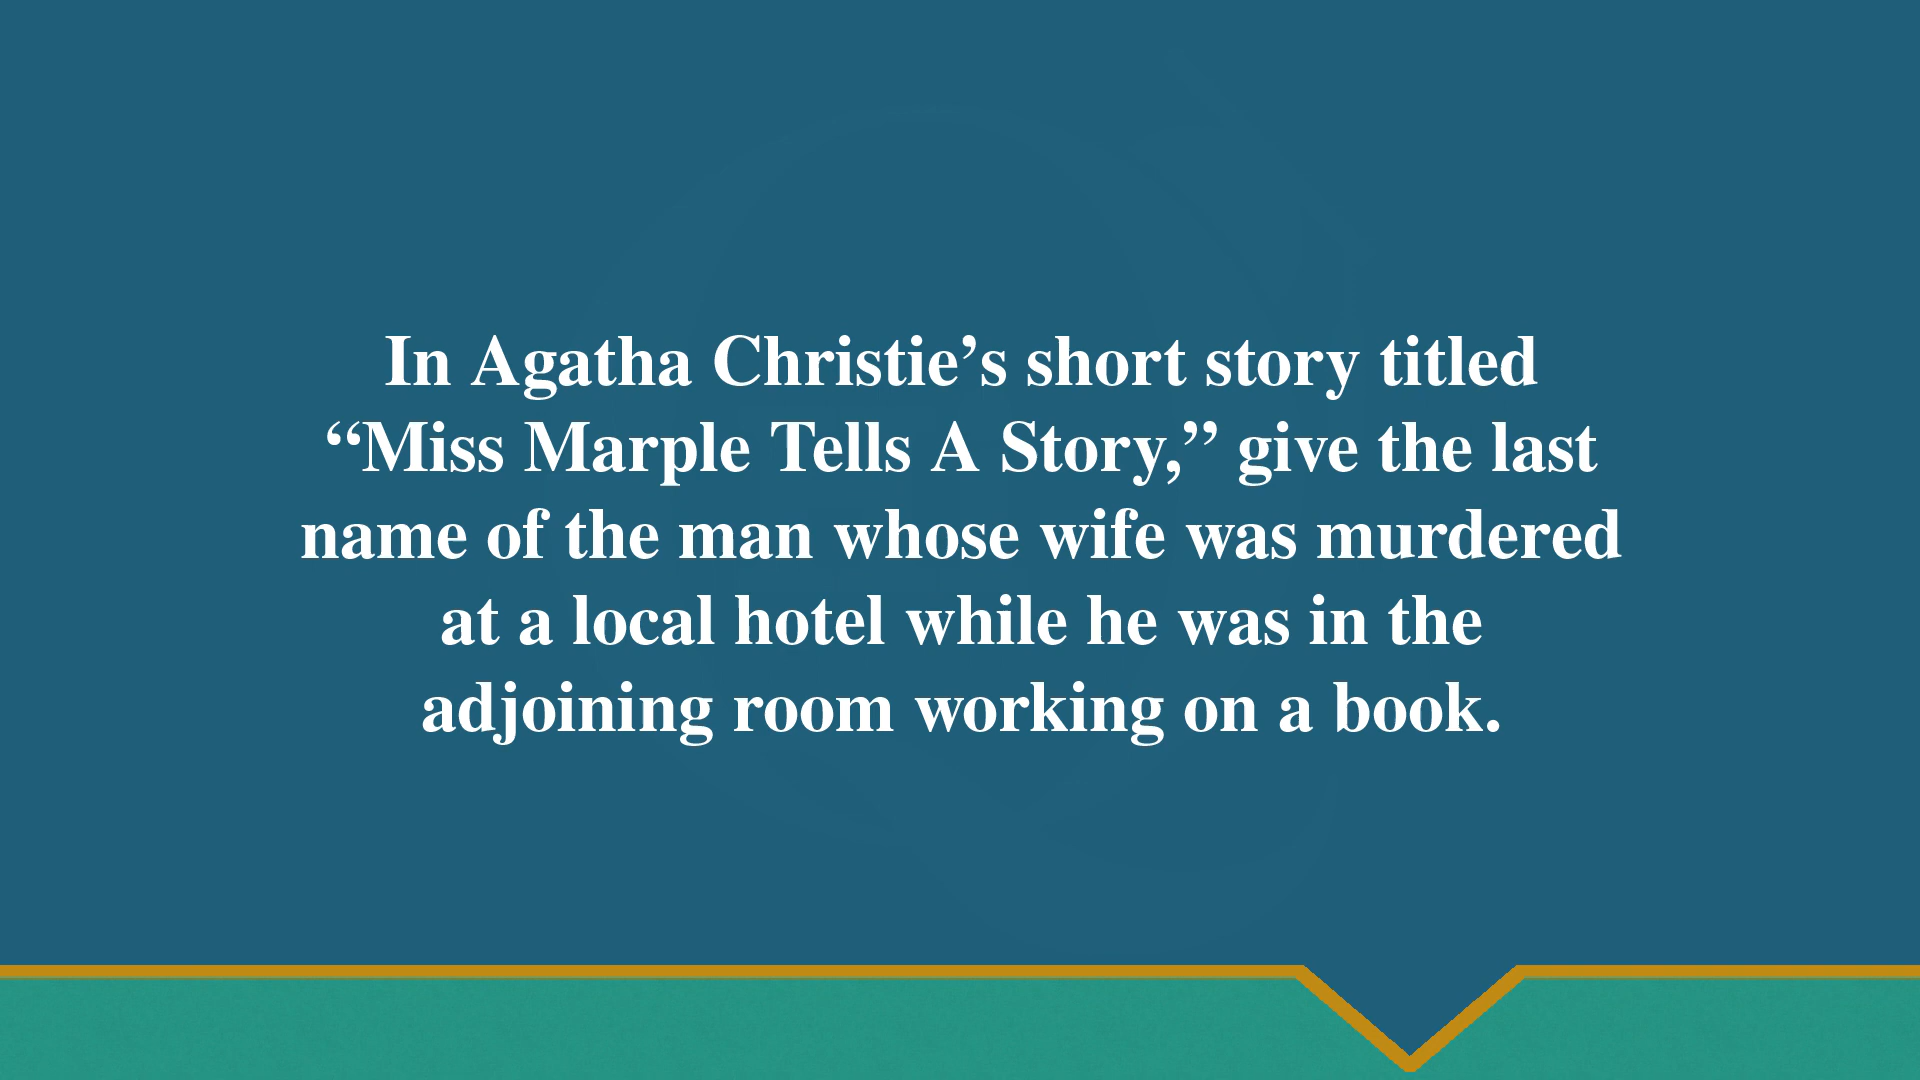 In Agatha Christie’s short story titled
“Miss Marple Tells A Story,” give the last
name of the man whose wife was murdered
at a local hotel while he was in the
adjoining room working on a book.